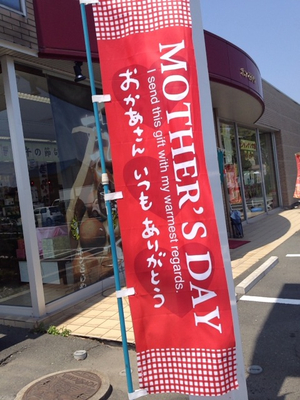 MOTHER'S DAY
I send this gift with my warmest regards.
おかあさん いつも ありがとう